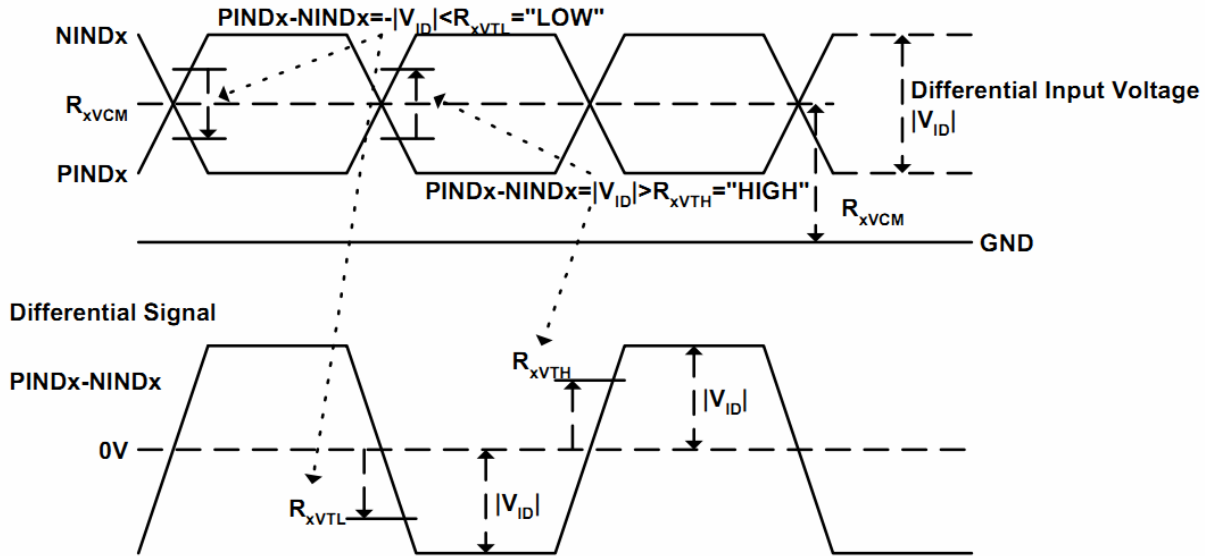 PINDx-NINDx=-|VID|<RxVTL="LOW"
NINDx
RxVCM
PINDx
Differential Input Voltage
|VID|
PINDx-NINDx=|VID|>RxVTH="HIGH"
RxVCM
GND
Differential Signal
PINDx-NINDx
RxVTH
|VID|
0V
RxVTL
|VID|